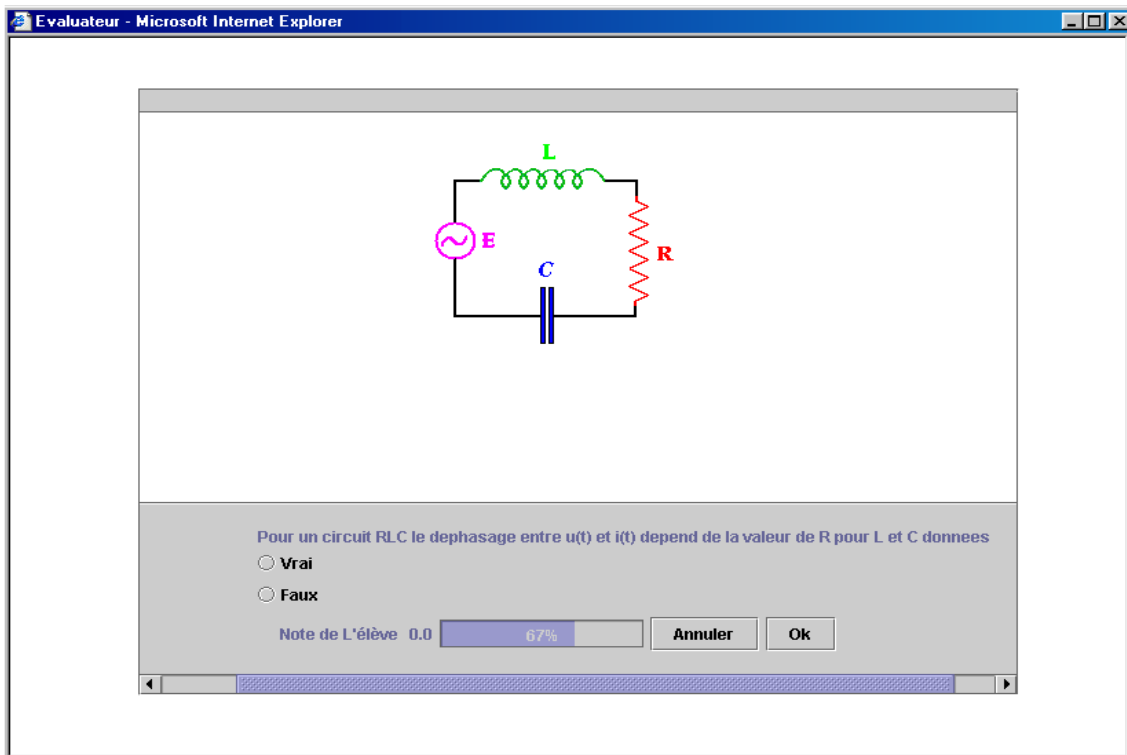 Evaluateur - Microsoft Internet Explorer
L
E
R
C
Pour un circuit RLC le dephasage entre u(t) et i(t) depend de la valeur de R pour L et C donnees
Vrai
Faux
Note de L'élève 0.0 67% Annuler Ok